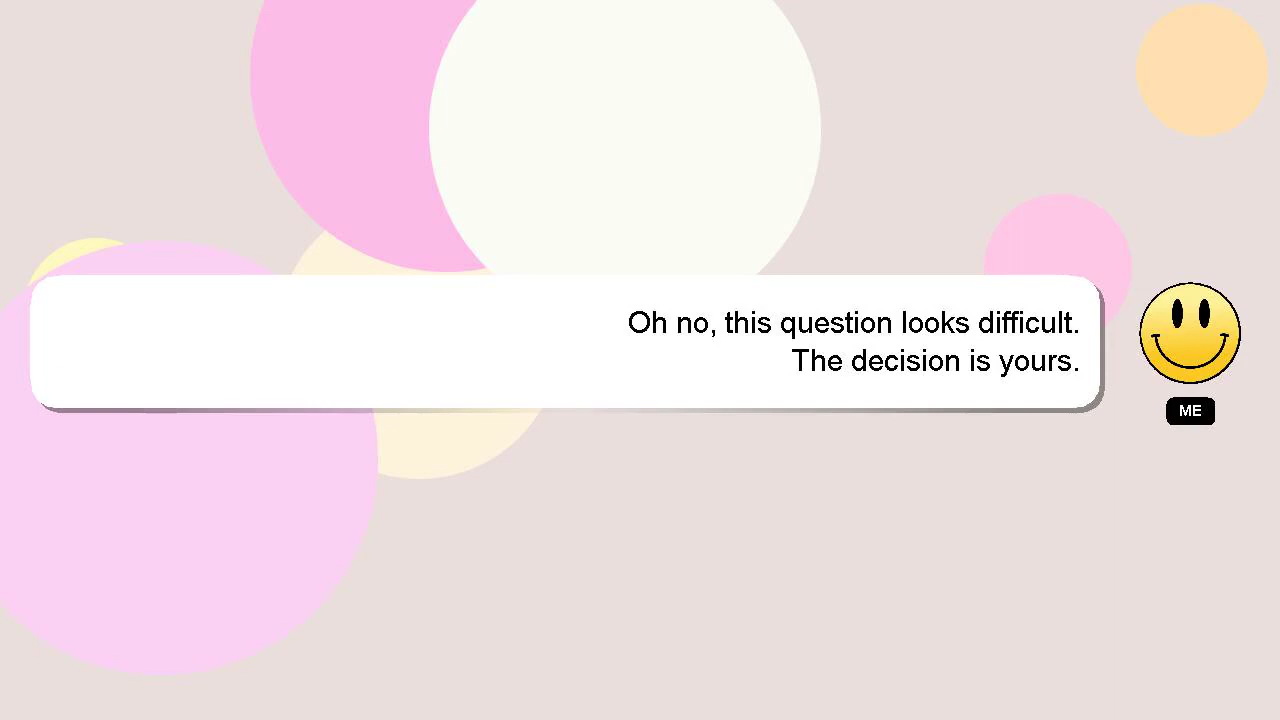 Oh no, this question looks difficult.
The decision is yours.
ME